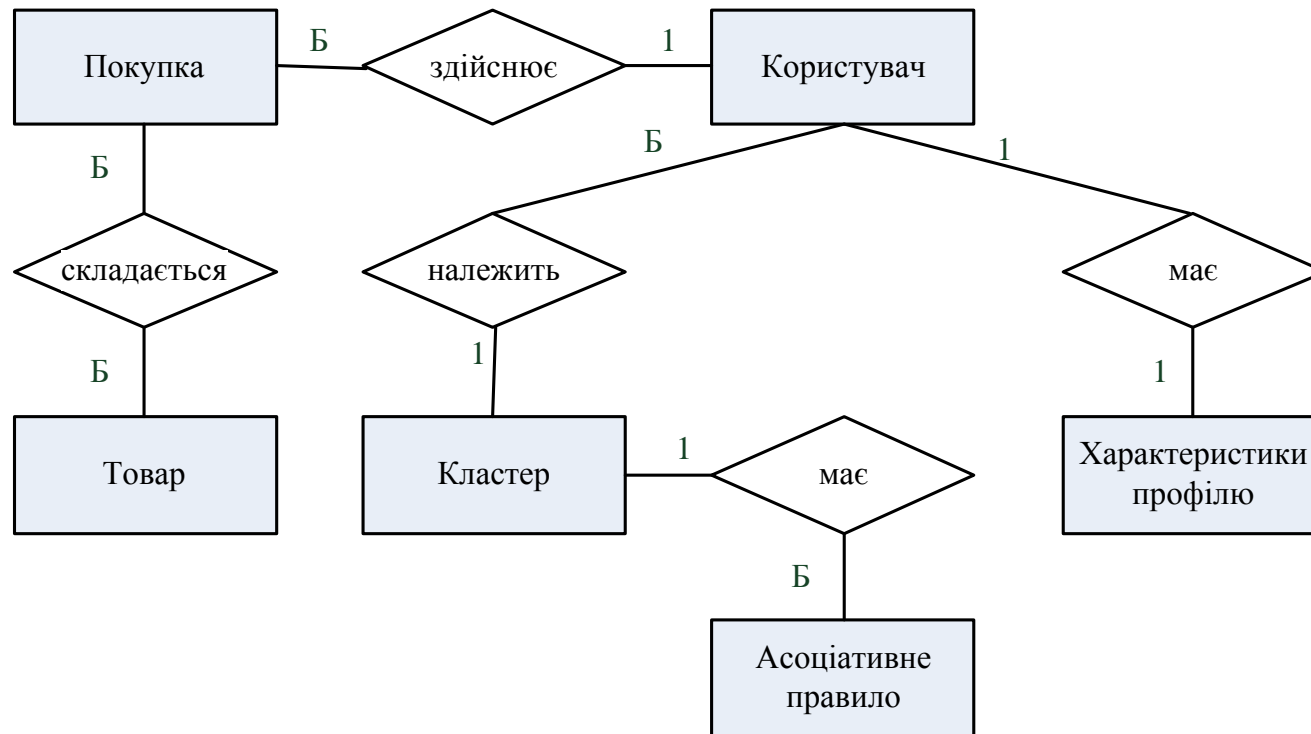 Покупка
Б
здійснює
1
Користувач
Б
Б
1
складається
належить
має
Б
1
1
Товар
Кластер
1
має
Характеристики
профілю
Б
Асоціативне
правило